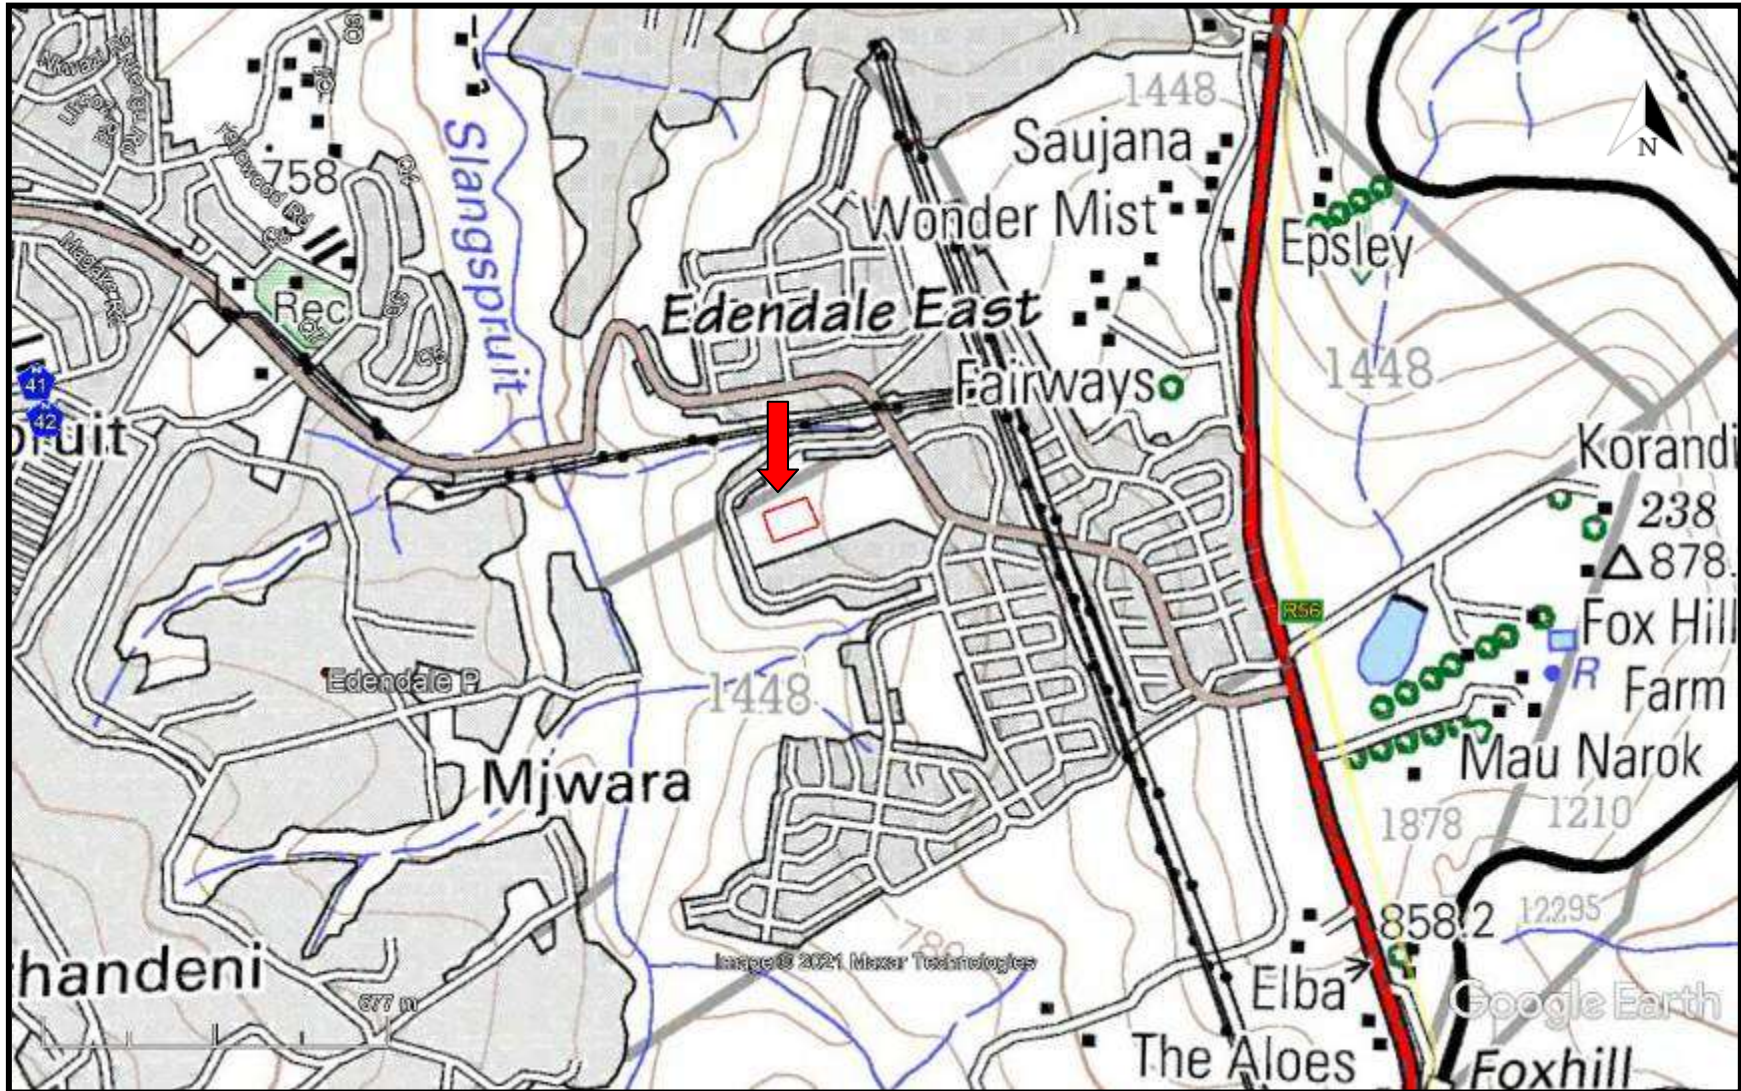 758
Slangspruit
1448
Saujana
N
Wonder Mist
Epsley
Rec
Edendale East
Fairways
1448
41
42
pruit
Korandi
238
878.
R56
Fox Hill
R
Farm
Edendale P
1448
Mjwara
Mau Narok
1878
1210
858.2
12295
handeni
Image © 2021 Maxar Technologies
677 m
Elba
Google Earth
The Aloes
Foxhill